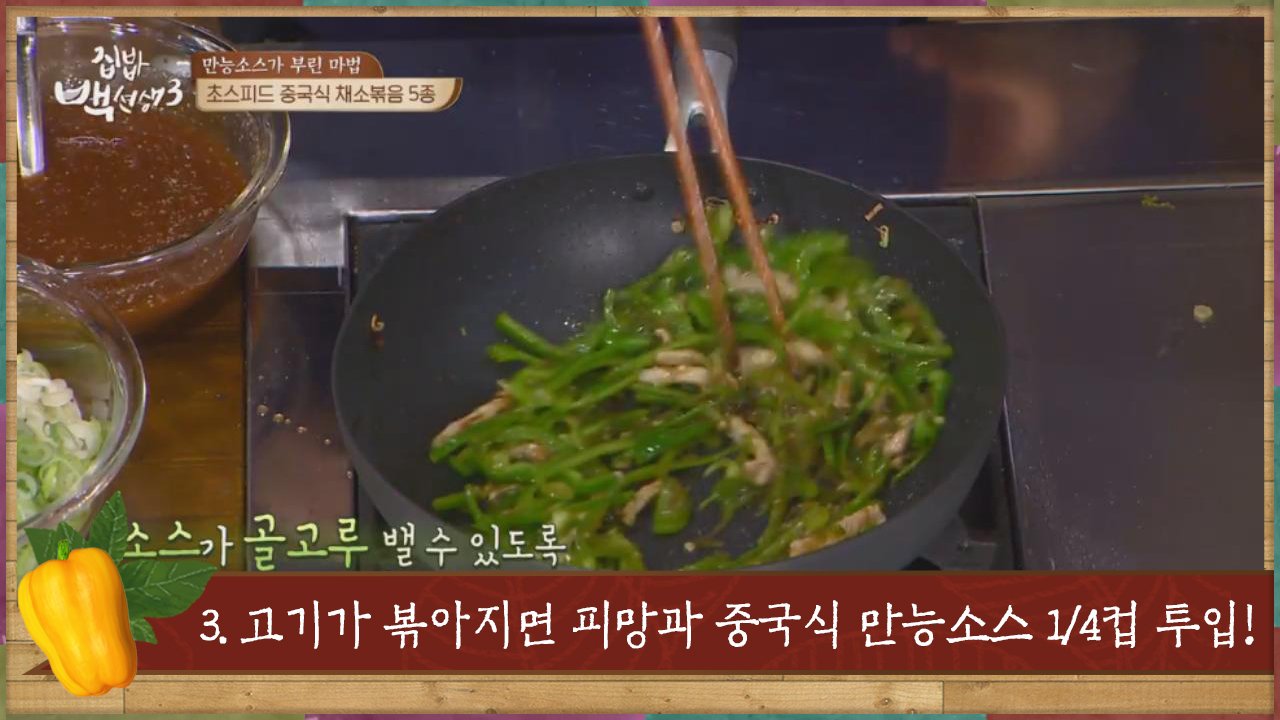 집밥
백선생3
만능소스가 부린 마법
초스피드 중국식 채소볶음 5종
소스가 골고루 밸 수 있도록
3. 고기가 볶아지면 피망과 중국식 만능소스 1/4컵 투입!